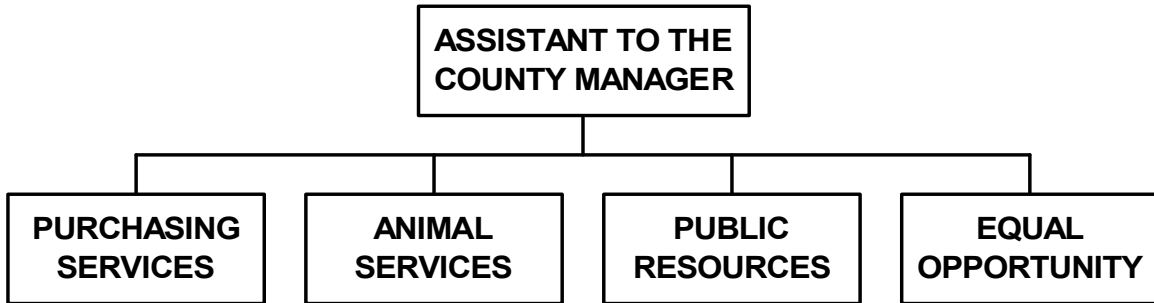 ASSISTANT TO THE
COUNTY MANAGER
PURCHASING
SERVICES
ANIMAL
SERVICES
PUBLIC
RESOURCES
EQUAL
OPPORTUNITY